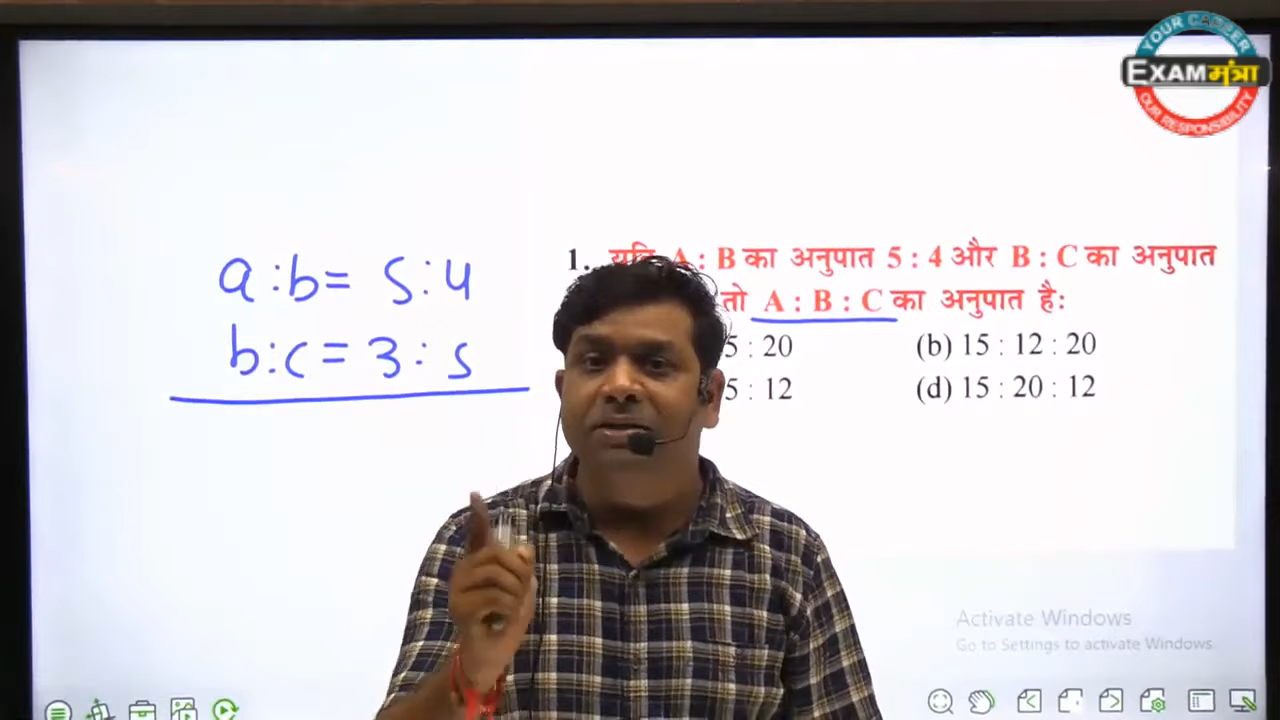 YOUR CAREER
EXAMमंत्रा
OUR RESPONSIBILITY
a:b= 5:4
b:c= 3:5
1. यदि A : B का अनुपात 5 : 4 और B : C का अनुपात
तो A : B : C का अनुपात है:
5 : 20
(b) 15 : 12 : 20
5 : 12
(d) 15 : 20 : 12
Activate Windows
Go to Settings to activate Windows.